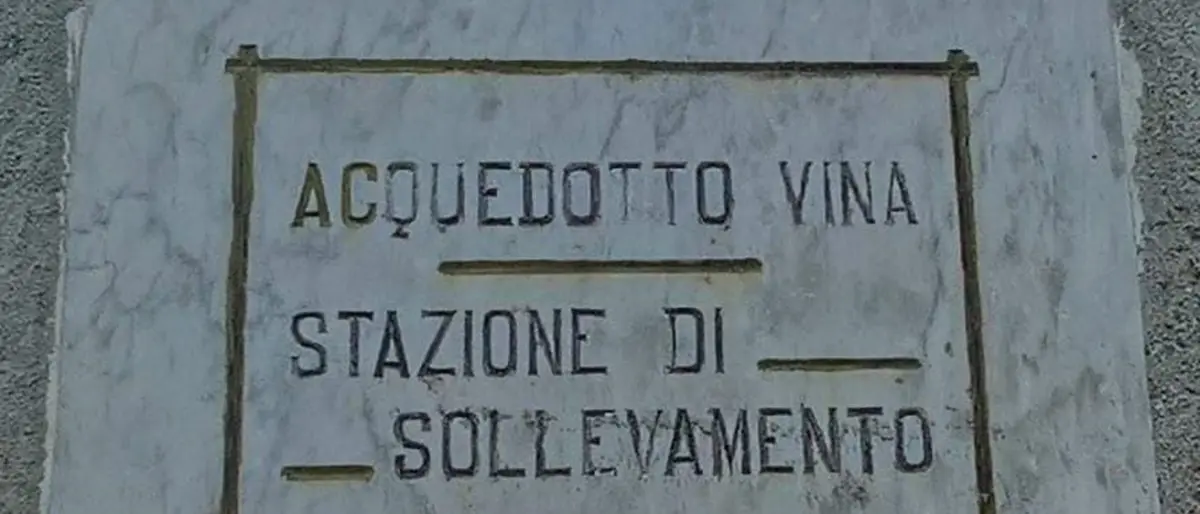 ACQUEDOTTO VINA
STAZIONE DI
SOLLEVAMENTO